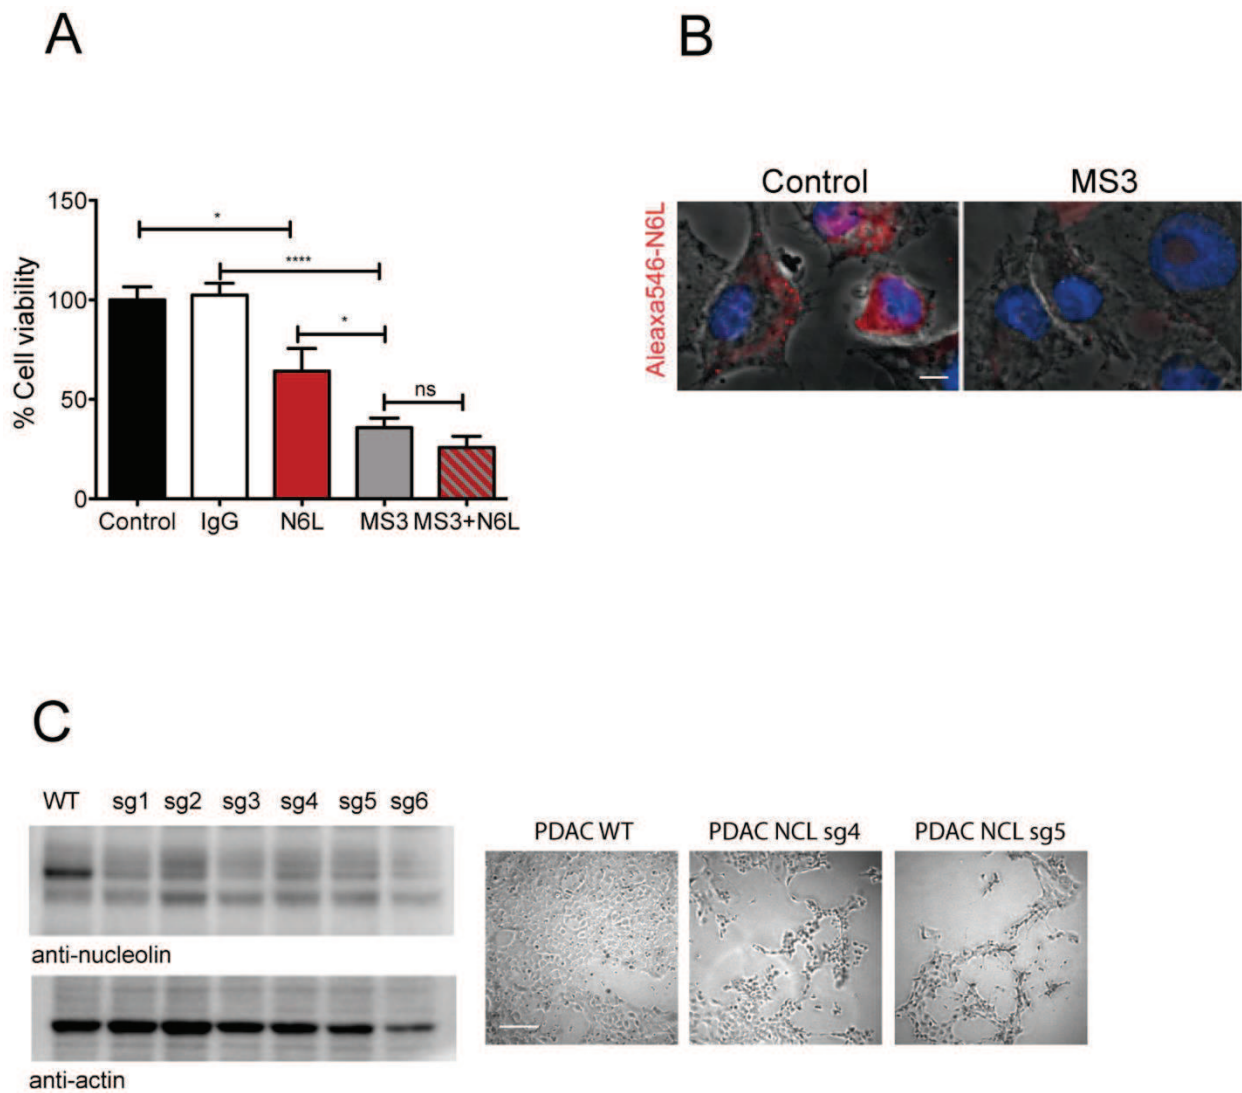 A
B
150
100
50
0
% Cell viability
*
****
*
ns
Control IgG N6L MS3 MS3+N6L
Control MS3
Aleaxa546-N6L
C
WT sg1 sg2 sg3 sg4 sg5 sg6
anti-nucleolin
anti-actin
PDAC WT PDAC NCL sg4 PDAC NCL sg5